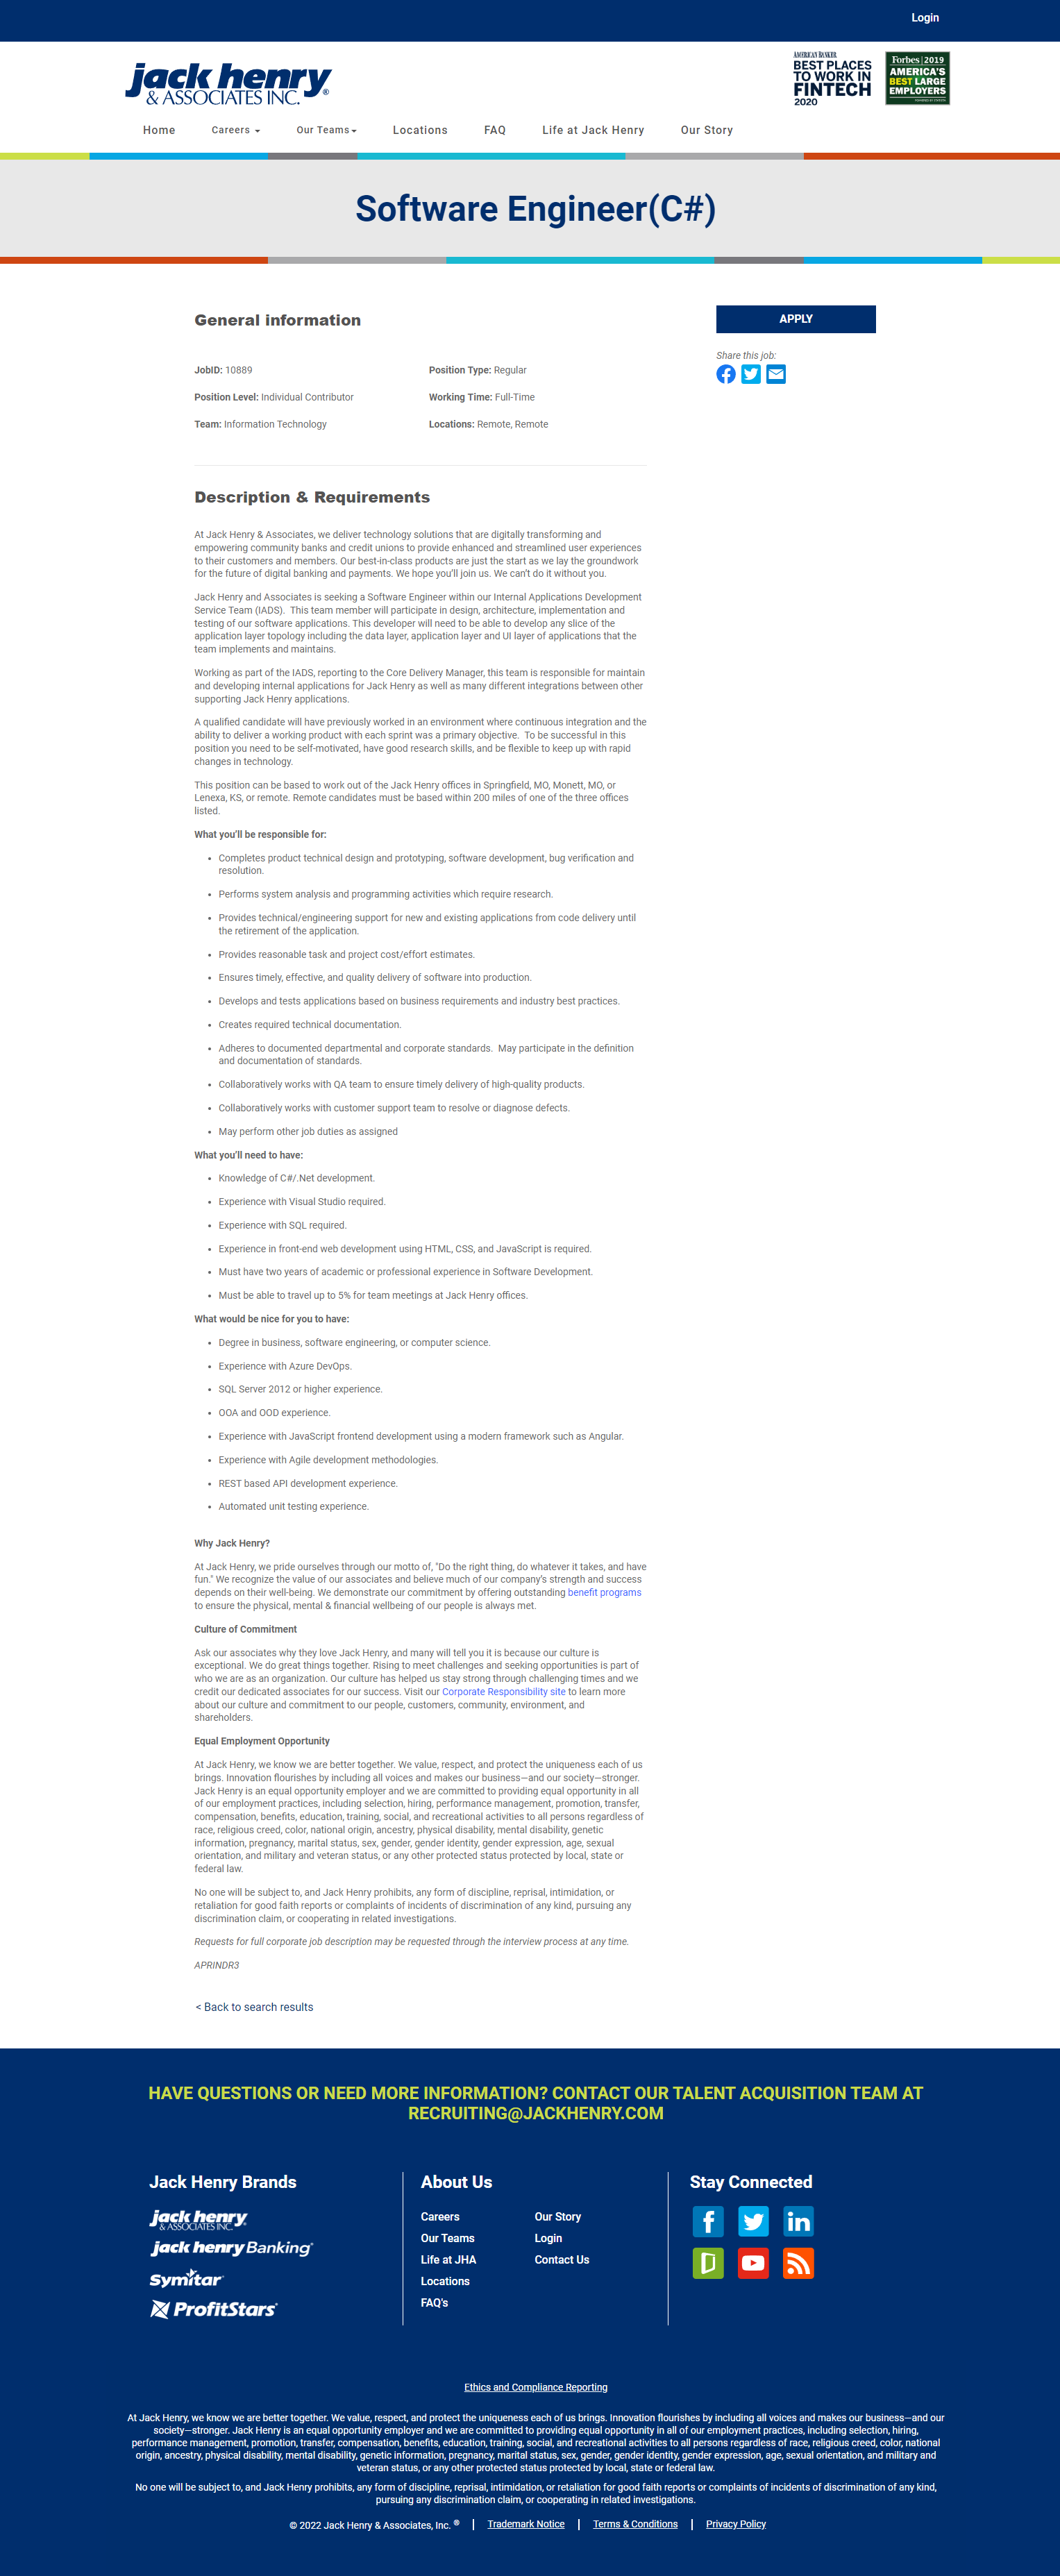 Login
jack henry®
& ASSOCIATES INC.
AMERICAN BANKER
BEST PLACES
TO WORK IN
FINTECH
2020
Forbes | 2019
AMERICA'S
BEST LARGE
EMPLOYERS
Home Careers Our Teams Locations FAQ Life at Jack Henry Our Story
Software Engineer(C#)
General information
APPLY
Share this job:
JobID: 10889 Position Type: Regular
Position Level: Individual Contributor Working Time: Full-Time
Team: Information Technology Locations: Remote, Remote
Description & Requirements
At Jack Henry & Associates, we deliver technology solutions that are digitally transforming and
empowering community banks and credit unions to provide enhanced and streamlined user experiences
to their customers and members. Our best-in-class products are just the start as we lay the groundwork
for the future of digital banking and payments. We hope you'll join us. We can't do it without you.
Jack Henry and Associates is seeking a Software Engineer within our Internal Applications Development
Service Team (IADS). This team member will participate in design, architecture, implementation and
testing of our software applications. This developer will need to be able to develop any slice of the
application layer topology including the data layer, application layer and UI layer of applications that the
team implements and maintains.
Working as part of the IADS, reporting to the Core Delivery Manager, this team is responsible for maintain
and developing internal applications for Jack Henry as well as many different integrations between other
supporting Jack Henry applications.
A qualified candidate will have previously worked in an environment where continuous integration and the
ability to deliver a working product with each sprint was a primary objective. To be successful in this
position you need to be self-motivated, have good research skills, and be flexible to keep up with rapid
changes in technology.
This position can be based to work out of the Jack Henry offices in Springfield, MO, Monett, MO, or
Lenexa, KS, or remote. Remote candidates must be based within 200 miles of one of the three offices
listed.
What you'll be responsible for:
• Completes product technical design and prototyping, software development, bug verification and
resolution.
• Performs system analysis and programming activities which require research.
• Provides technical/engineering support for new and existing applications from code delivery until
the retirement of the application.
• Provides reasonable task and project cost/effort estimates.
• Ensures timely, effective, and quality delivery of software into production.
• Develops and tests applications based on business requirements and industry best practices.
• Creates required technical documentation.
• Adheres to documented departmental and corporate standards. May participate in the definition
and documentation of standards.
• Collaboratively works with QA team to ensure timely delivery of high-quality products.
• Collaboratively works with customer support team to resolve or diagnose defects.
• May perform other job duties as assigned
What you'll need to have:
• Knowledge of C#/.Net development.
• Experience with Visual Studio required.
• Experience with SQL required.
• Experience in front-end web development using HTML, CSS, and JavaScript is required.
• Must have two years of academic or professional experience in Software Development.
• Must be able to travel up to 5% for team meetings at Jack Henry offices.
What would be nice for you to have:
• Degree in business, software engineering, or computer science.
• Experience with Azure DevOps.
• SQL Server 2012 or higher experience.
• OOA and OOD experience.
• Experience with JavaScript frontend development using a modern framework such as Angular.
• Experience with Agile development methodologies.
• REST based API development experience.
• Automated unit testing experience.
Why Jack Henry?
At Jack Henry, we pride ourselves through our motto of, "Do the right thing, do whatever it takes, and have
fun." We recognize the value of our associates and believe much of our company's strength and success
depends on their well-being. We demonstrate our commitment by offering outstanding benefit programs
to ensure the physical, mental & financial wellbeing of our people is always met.
Culture of Commitment
Ask our associates why they love Jack Henry, and many will tell you it is because our culture is
exceptional. We do great things together. Rising to meet challenges and seeking opportunities is part of
who we are as an organization. Our culture has helped us stay strong through challenging times and we
credit our dedicated associates for our success. Visit our Corporate Responsibility site to learn more
about our culture and commitment to our people, customers, community, environment, and
shareholders.
Equal Employment Opportunity
At Jack Henry, we know we are better together. We value, respect, and protect the uniqueness each of us
brings. Innovation flourishes by including all voices and makes our business—and our society—stronger.
Jack Henry is an equal opportunity employer and we are committed to providing equal opportunity in all
of our employment practices, including selection, hiring, performance management, promotion, transfer,
compensation, benefits, education, training, social, and recreational activities to all persons regardless of
race, religious creed, color, national origin, ancestry, physical disability, mental disability, genetic
information, pregnancy, marital status, sex, gender, gender identity, gender expression, age, sexual
orientation, and military and veteran status, or any other protected status protected by local, state or
federal law.
No one will be subject to, and Jack Henry prohibits, any form of discipline, reprisal, intimidation, or
retaliation for good faith reports or complaints of incidents of discrimination of any kind, pursuing any
discrimination claim, or cooperating in related investigations.
Requests for full corporate job description may be requested through the interview process at any time.
APRINDR3
< Back to search results
HAVE QUESTIONS OR NEED MORE INFORMATION? CONTACT OUR TALENT ACQUISITION TEAM AT
RECRUITING@JACKHENRY.COM
Jack Henry Brands
jack henry
& ASSOCIATES INC.
jack henry Banking
Symitar
ProfitStars
About Us
Careers Our Story
Our Teams Login
Life at JHA Contact Us
Locations
FAQ's
Stay Connected
Ethics and Compliance Reporting
At Jack Henry, we know we are better together. We value, respect, and protect the uniqueness each of us brings. Innovation flourishes by including all voices and makes our business—and our
society—stronger. Jack Henry is an equal opportunity employer and we are committed to providing equal opportunity in all of our employment practices, including selection, hiring,
performance management, promotion, transfer, compensation, benefits, education, training, social, and recreational activities to all persons regardless of race, religious creed, color, national
origin, ancestry, physical disability, mental disability, genetic information, pregnancy, marital status, sex, gender, gender identity, gender expression, age, sexual orientation, and military and
veteran status, or any other protected status protected by local, state or federal law.
No one will be subject to, and Jack Henry prohibits, any form of discipline, reprisal, intimidation, or retaliation for good faith reports or complaints of incidents of discrimination of any kind,
pursuing any discrimination claim, or cooperating in related investigations.
© 2022 Jack Henry & Associates, Inc. ® | Trademark Notice | Terms & Conditions | Privacy Policy